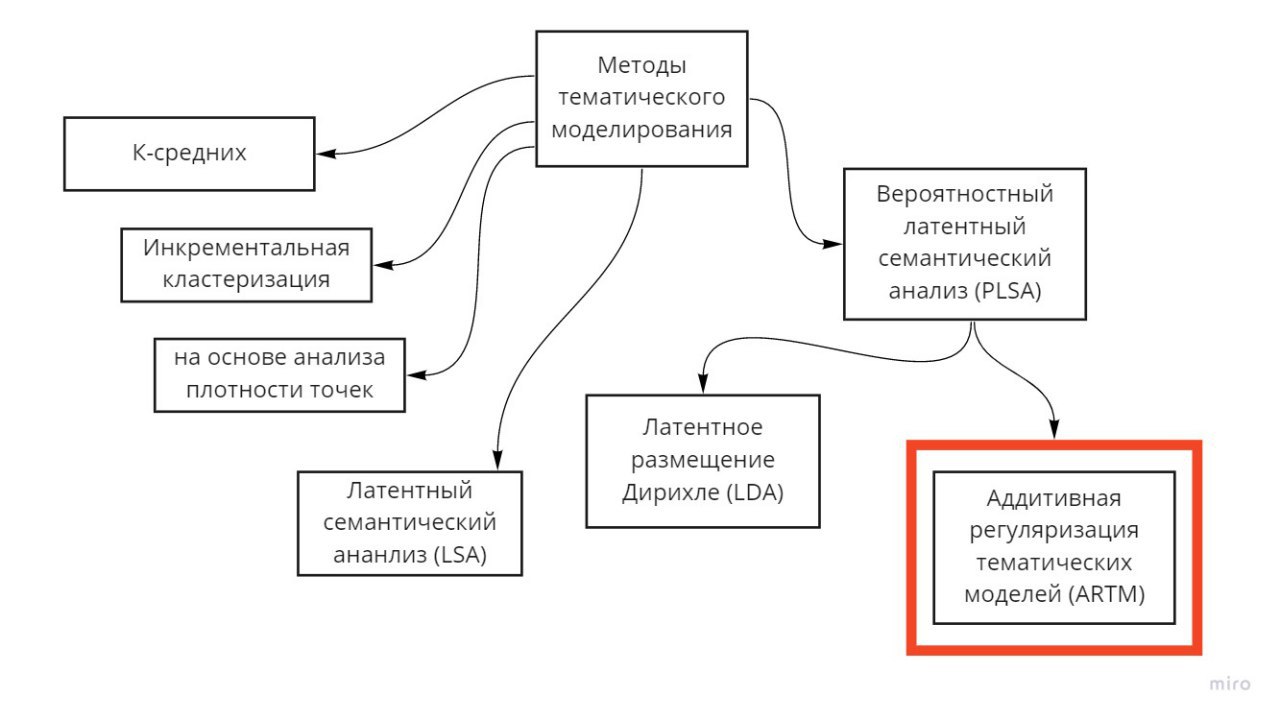 Методы
тематического
моделирования
К-средних
Инкрементальная
кластеризация
на основе анализа
плотности точек
Латентный
семантический
ананлиз (LSA)
Вероятностный
латентный
семантический
анализ (PLSA)
Латентное
размещение
Дирихле (LDA)
Аддитивная
регуляризация
тематических
моделей (ARTM)
miro